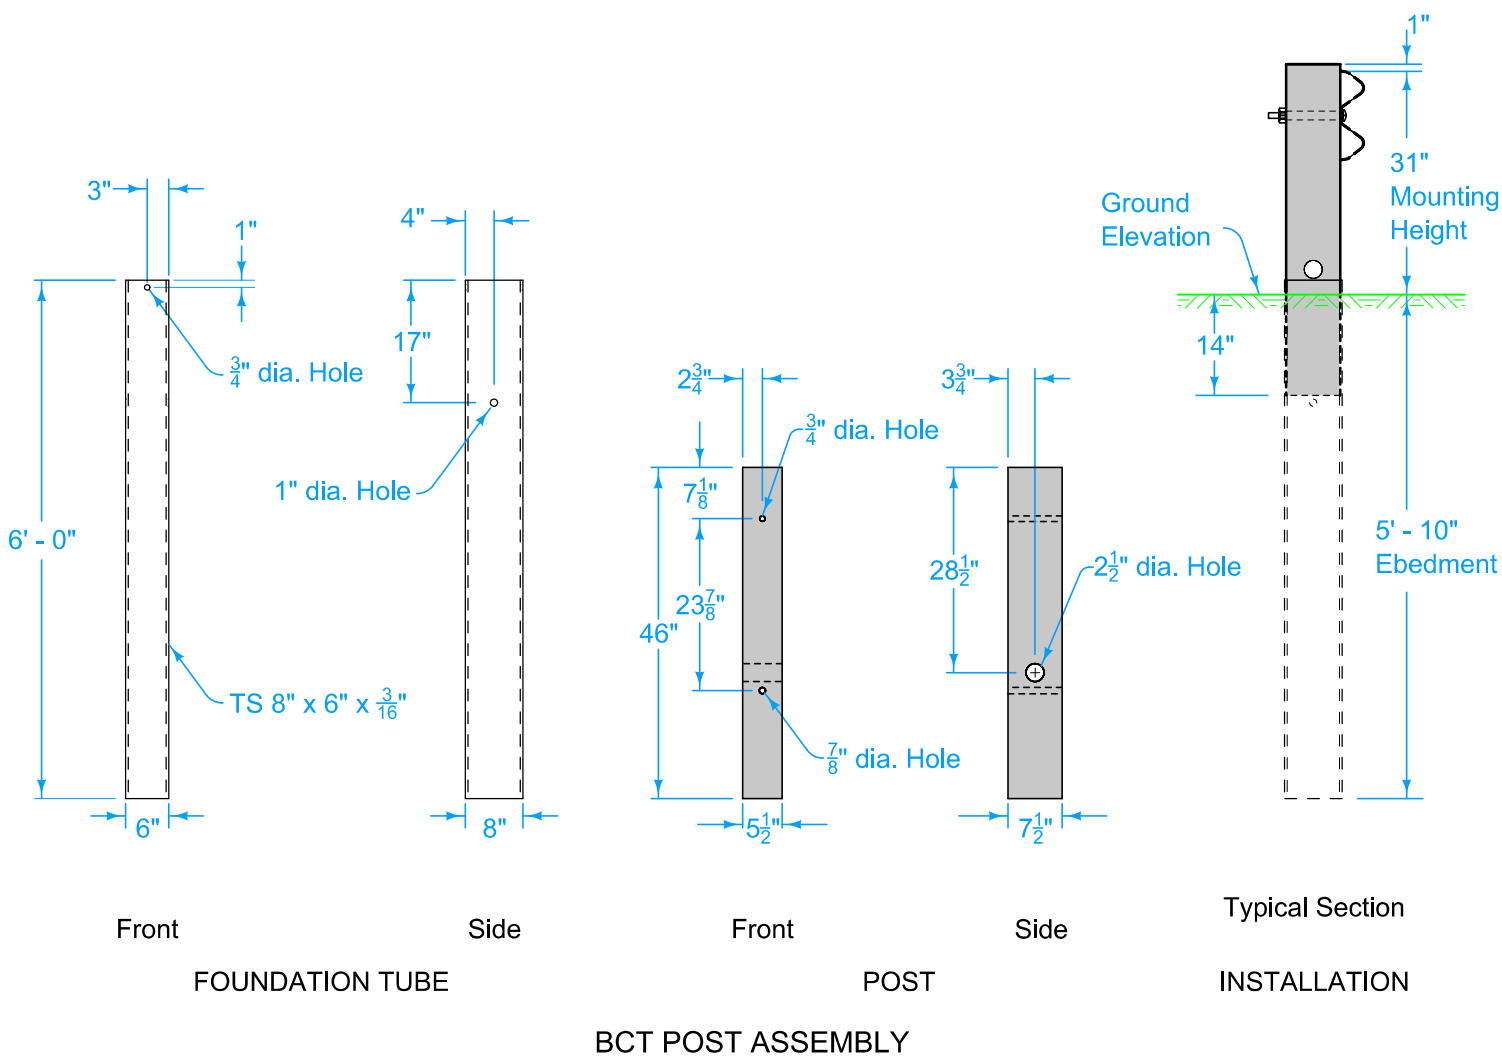 1"
3"
1"
4"
31"
Mounting
Height
Ground
Elevation
17"
14"
3/4" dia. Hole
2 3/4"
3 3/4"
3/4" dia. Hole
1" dia. Hole
7 1/8"
6' - 0"
5' - 10"
Ebedment
28 1/2"
2 1/2" dia. Hole
23 7/8"
46"
TS 8" x 6" x 3/16"
7/8" dia. Hole
6"
8"
5 1/2"
7 1/2"
Typical Section
Front
Side
Front
Side
FOUNDATION TUBE
POST
INSTALLATION
BCT POST ASSEMBLY